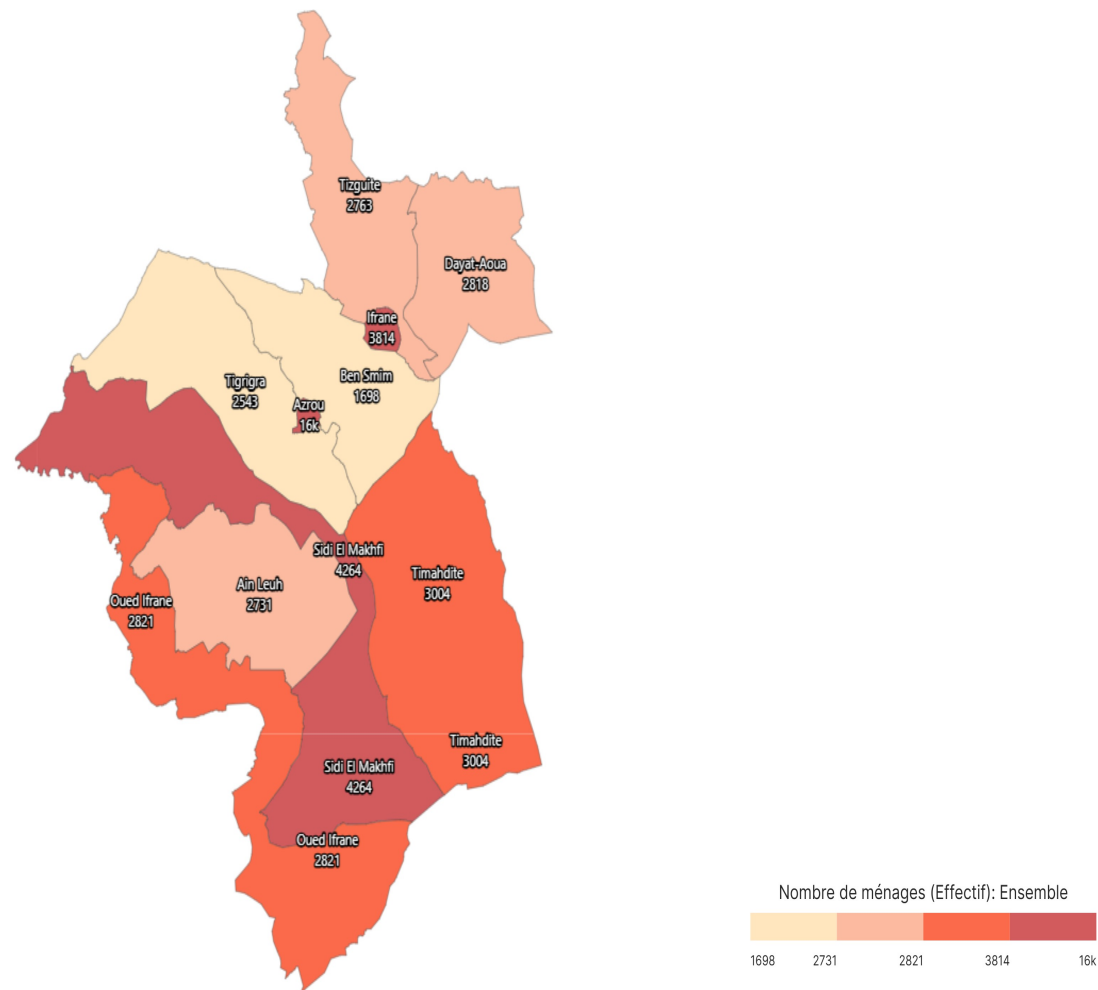 Tizguite
2763
Dayat-Aoua
2818
Ifrane
3814
Ben Smim
1698
Tigrigra
2543
Azrou
16k
Sidi El Makhfi
4264
Timahdite
3004
Ain Leuh
2731
Oued Ifrane
2821
Timahdite
3004
Sidi El Makhfi
4264
Oued Ifrane
2821
Nombre de ménages (Effectif): Ensemble
1698 2731 2821 3814 16k